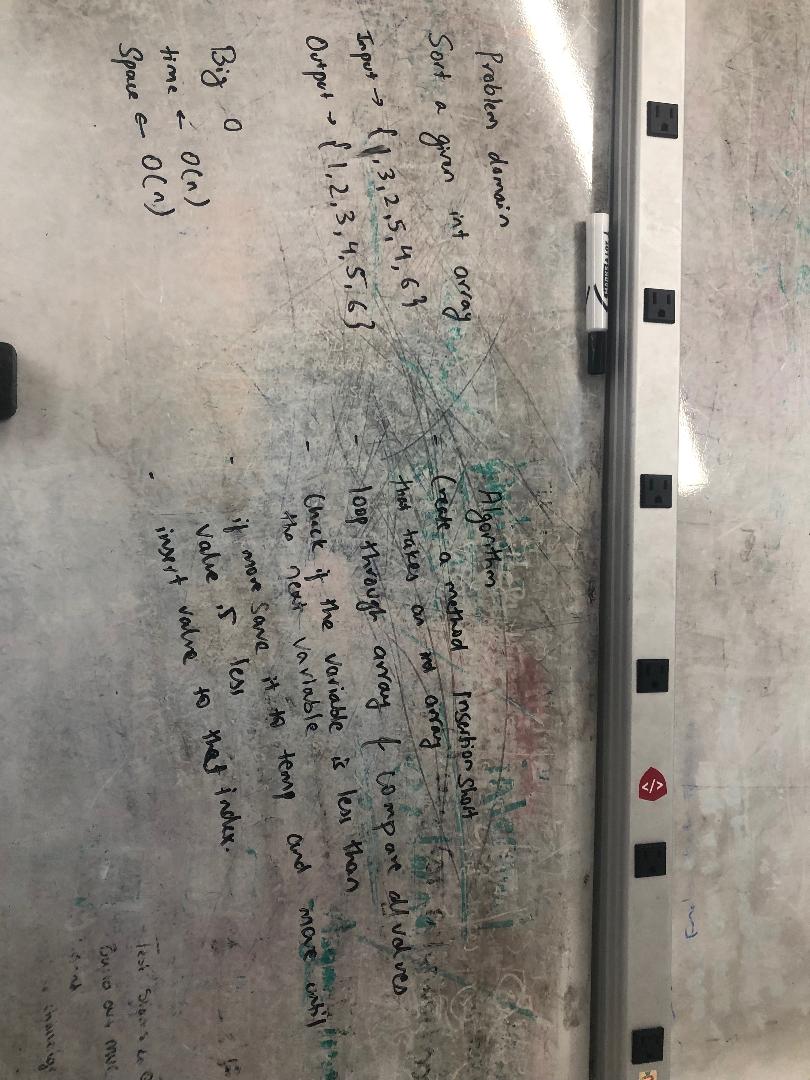 Problem domain
Sort a given int array
Input → {1,3,2,5,4,6}
Output → {1,2,3,4,5,6}
Big O
time ← O(n)
Space ← O(n)
Algorithm
- Create a method Insertion Short
that takes an int array
- loop through array & compare all values
- Check if the variable is less than
the next variable
- if more save it to temp and move until
value is less
- insert value to that index.